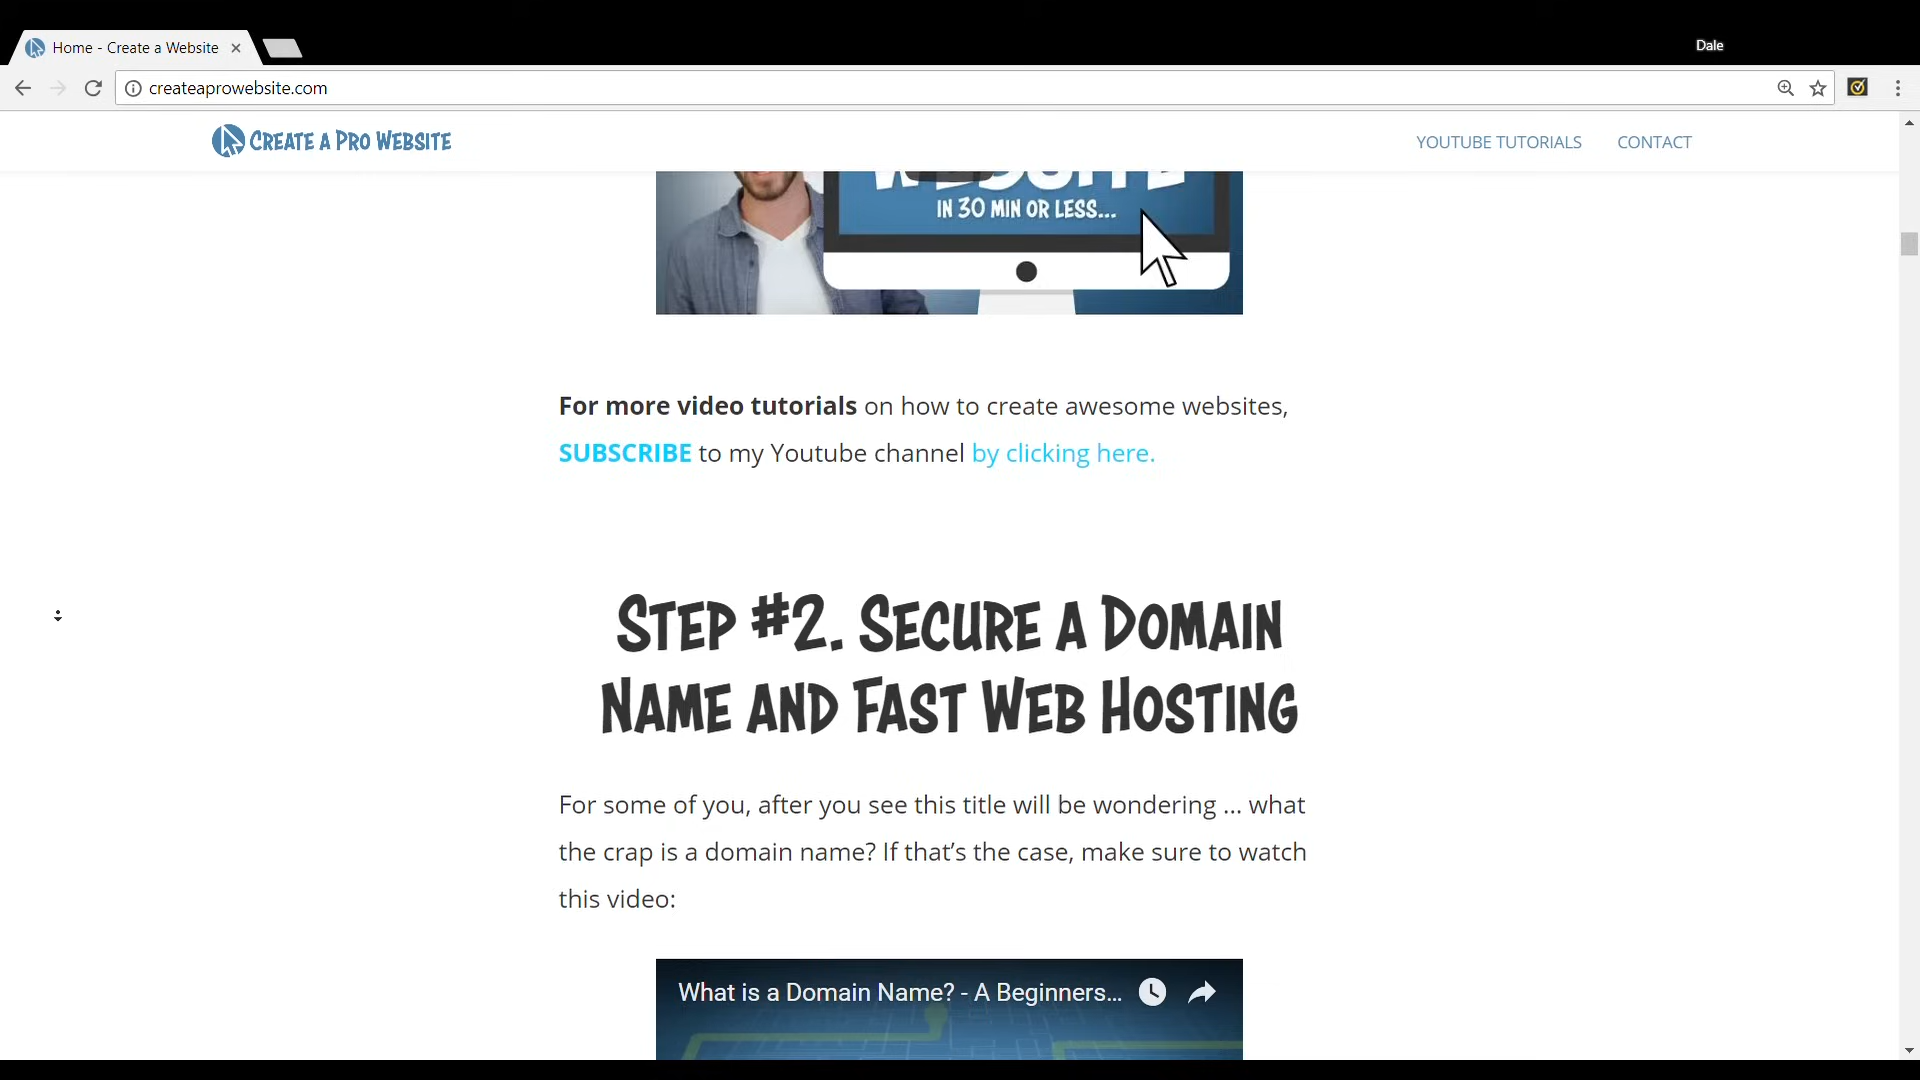 Home - Create a Website
Dale
createaprowebsite.com
CREATE A PRO WEBSITE
YOUTUBE TUTORIALS
CONTACT
WEBSITE
IN 30 MIN OR LESS...
For more video tutorials on how to create awesome websites,
SUBSCRIBE to my Youtube channel by clicking here.
STEP #2. SECURE A DOMAIN
NAME AND FAST WEB HOSTING
For some of you, after you see this title will be wondering ... what
the crap is a domain name? If that’s the case, make sure to watch
this video:
What is a Domain Name? - A Beginners...